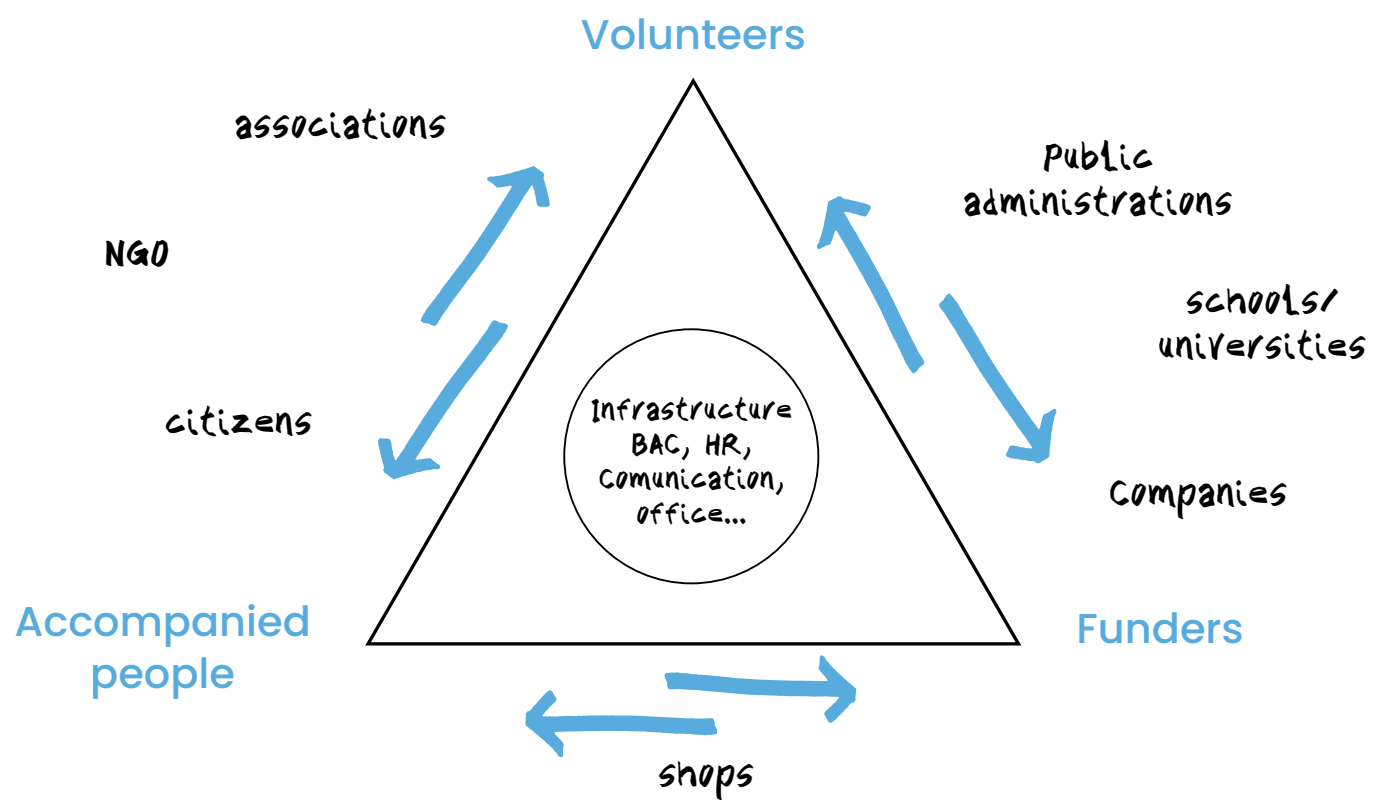 Volunteers
associations
Public
administrations
NGO
schools/
universities
citizens
Infrastructure
BAC, HR,
Comunication,
office...
Companies
Accompanied
people
Funders
shops